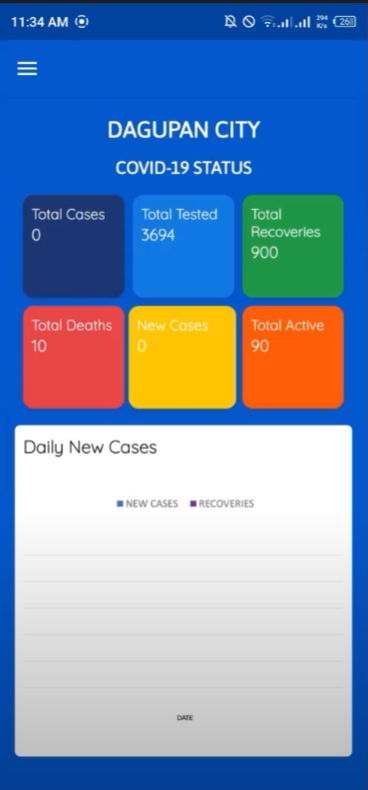 11:34 AM
294 K/s
26
DAGUPAN CITY
COVID-19 STATUS
Total Cases
0
Total Tested
3694
Total
Recoveries
900
Total Deaths
10
New Cases
0
Total Active
90
Daily New Cases
NEW CASES RECOVERIES
DATE